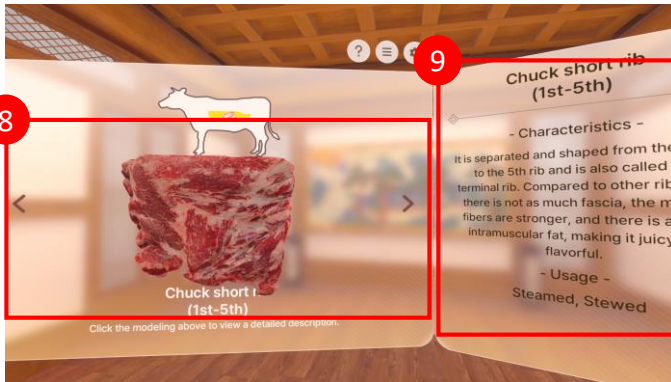 8
9
Chuck short r
(1st-5th)
Click the modeling above to view a detailed description.
?
Chuck short rib
(1st-5th)
- Characteristics -
It is separated and shaped from the
to the 5th rib and is also called
terminal rib. Compared to other rib
there is not as much fascia, the m
fibers are stronger, and there is a
intramuscular fat, making it juicy
flavorful.
- Usage -
Steamed, Stewed